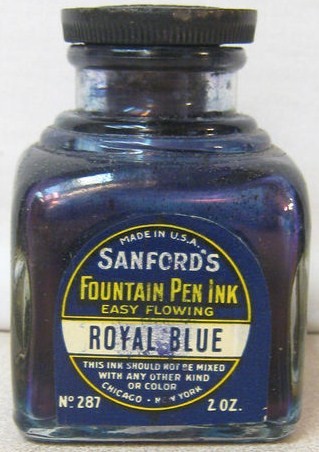 MADE IN U.S.A.
SANFORD'S
FOUNTAIN PEN INK
EASY FLOWING
ROYAL BLUE
THIS INK SHOULD NOT BE MIXED
WITH ANY OTHER KIND
OR COLOR
CHICAGO - NEW YORK
No 287
2 OZ.